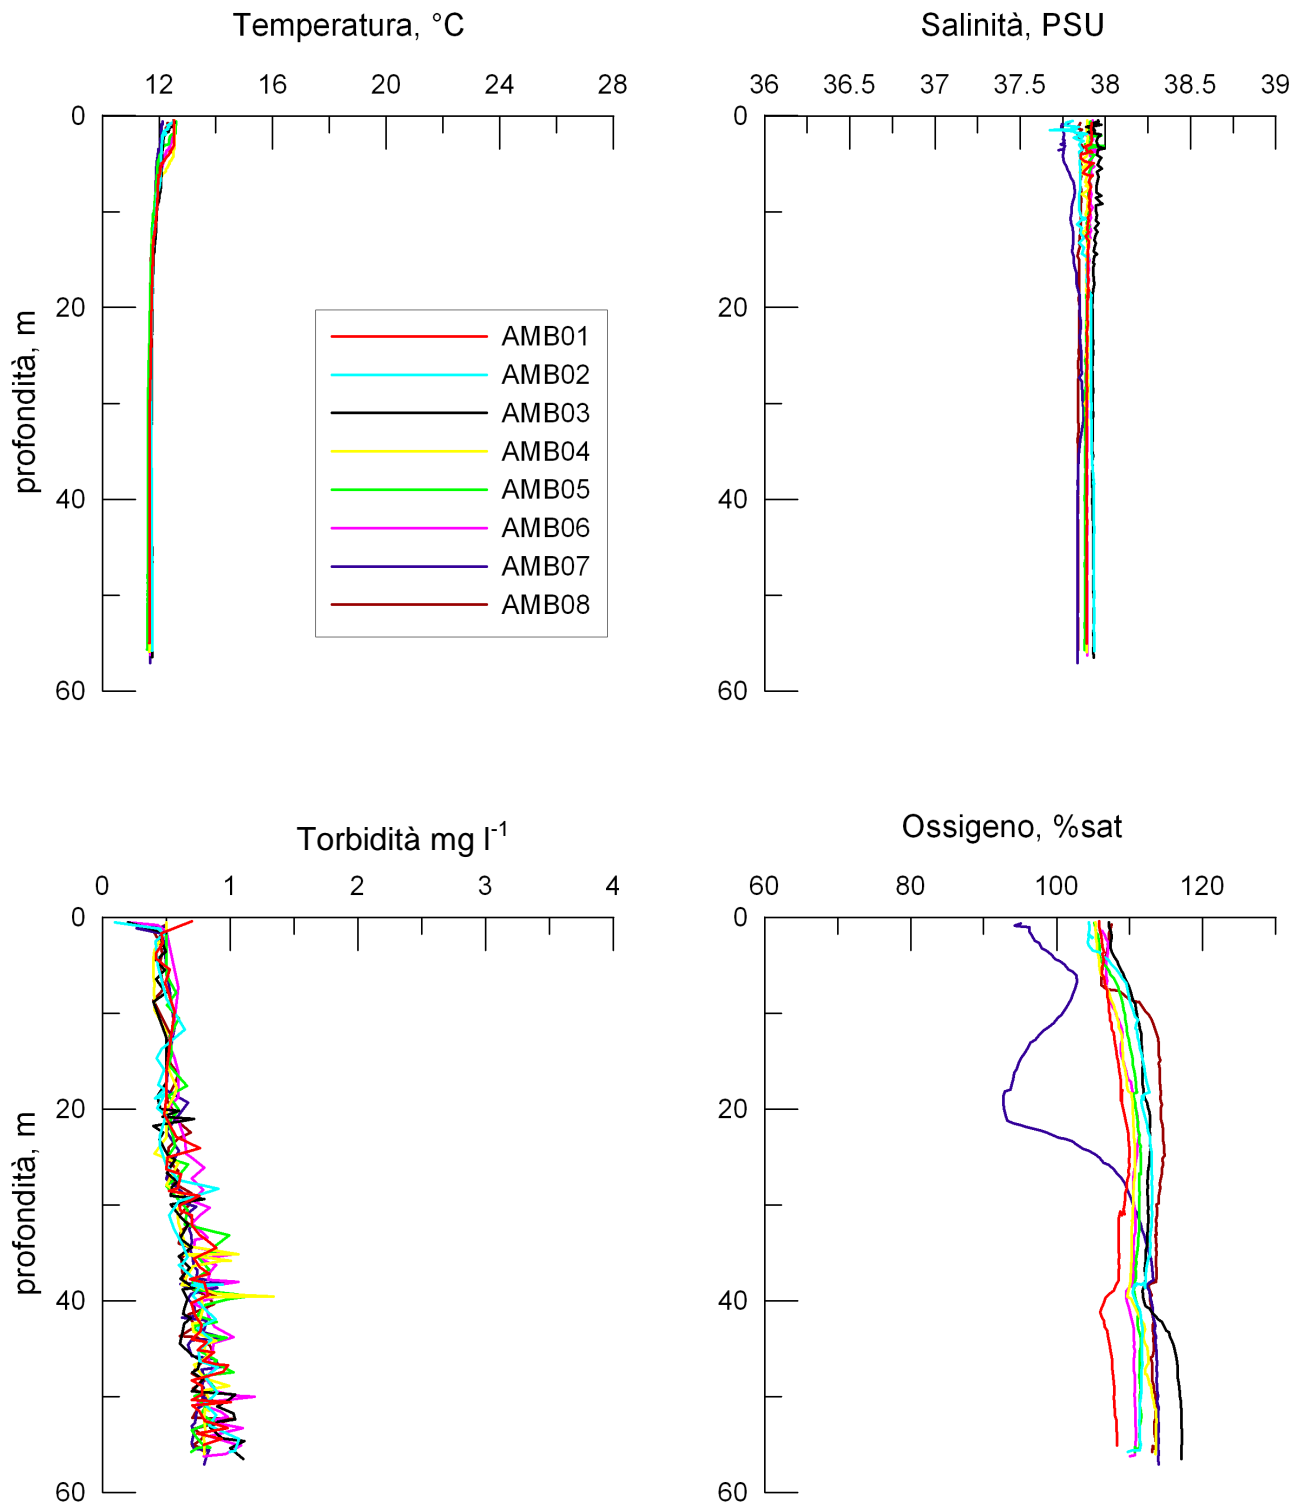 Temperatura, °C
12 16 20 24 28
0
20
40
60
profondità, m
AMB01
AMB02
AMB03
AMB04
AMB05
AMB06
AMB07
AMB08
Salinità, PSU
36 36.5 37 37.5 38 38.5 39
0
20
40
60
Torbidità mg l-1
0 1 2 3 4
0
20
40
60
profondità, m
Ossigeno, %sat
60 80 100 120
0
20
40
60